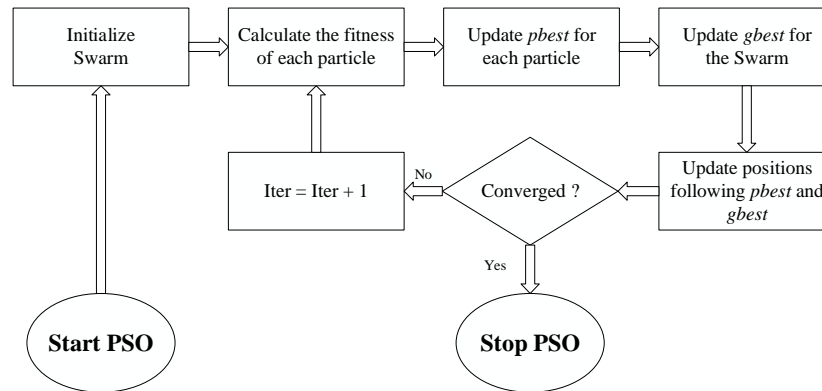 Initialize
Swarm
Calculate the fitness
of each particle
Update pbest for
each particle
Update gbest for
the Swarm
Update positions
following pbest and
gbest
Converged ?
No
Iter = Iter + 1
Yes
Start PSO
Stop PSO